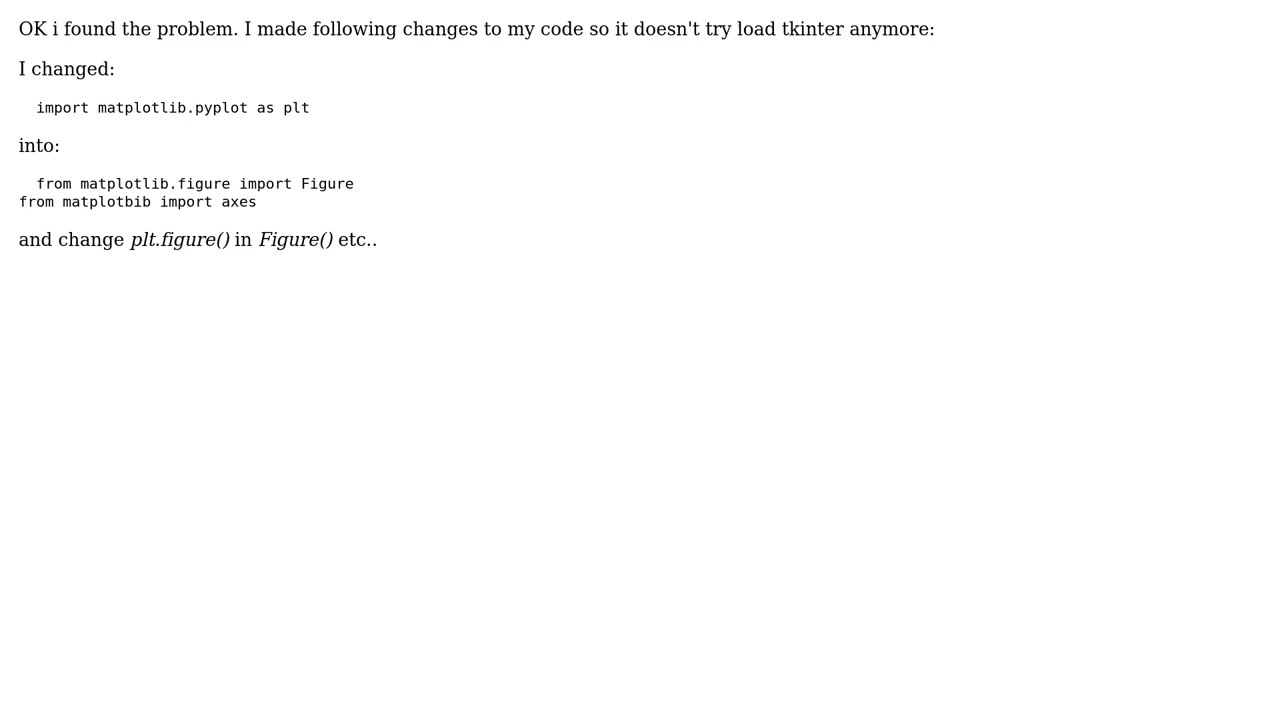 OK i found the problem. I made following changes to my code so it doesn't try load tkinter anymore:
I changed:
import matplotlib.pyplot as plt
into:
from matplotlib.figure import Figure
from matplotbib import axes
and change plt.figure() in Figure() etc..